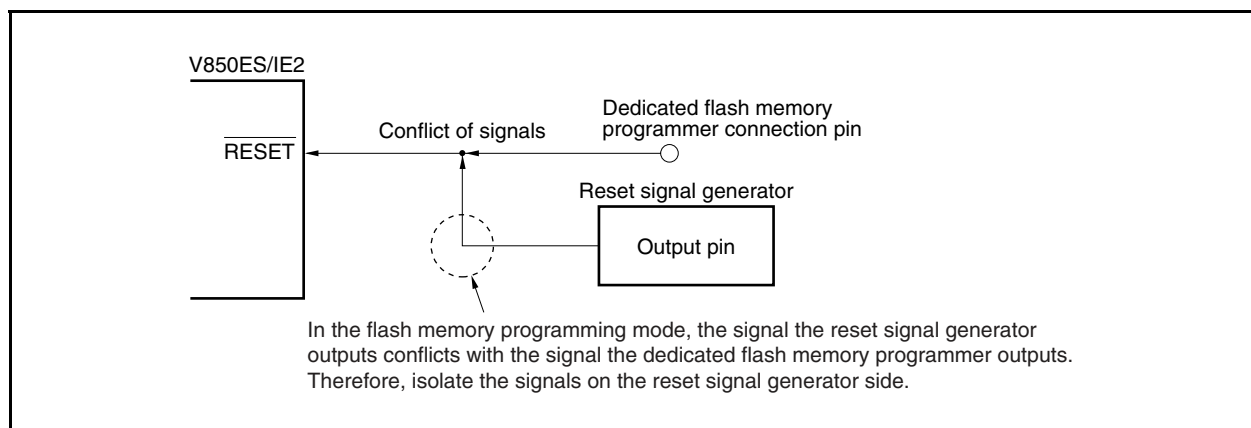 V850ES/IE2
Dedicated flash memory
programmer connection pin
Conflict of signals
RESET
Reset signal generator
Output pin
In the flash memory programming mode, the signal the reset signal generator
outputs conflicts with the signal the dedicated flash memory programmer outputs.
Therefore, isolate the signals on the reset signal generator side.